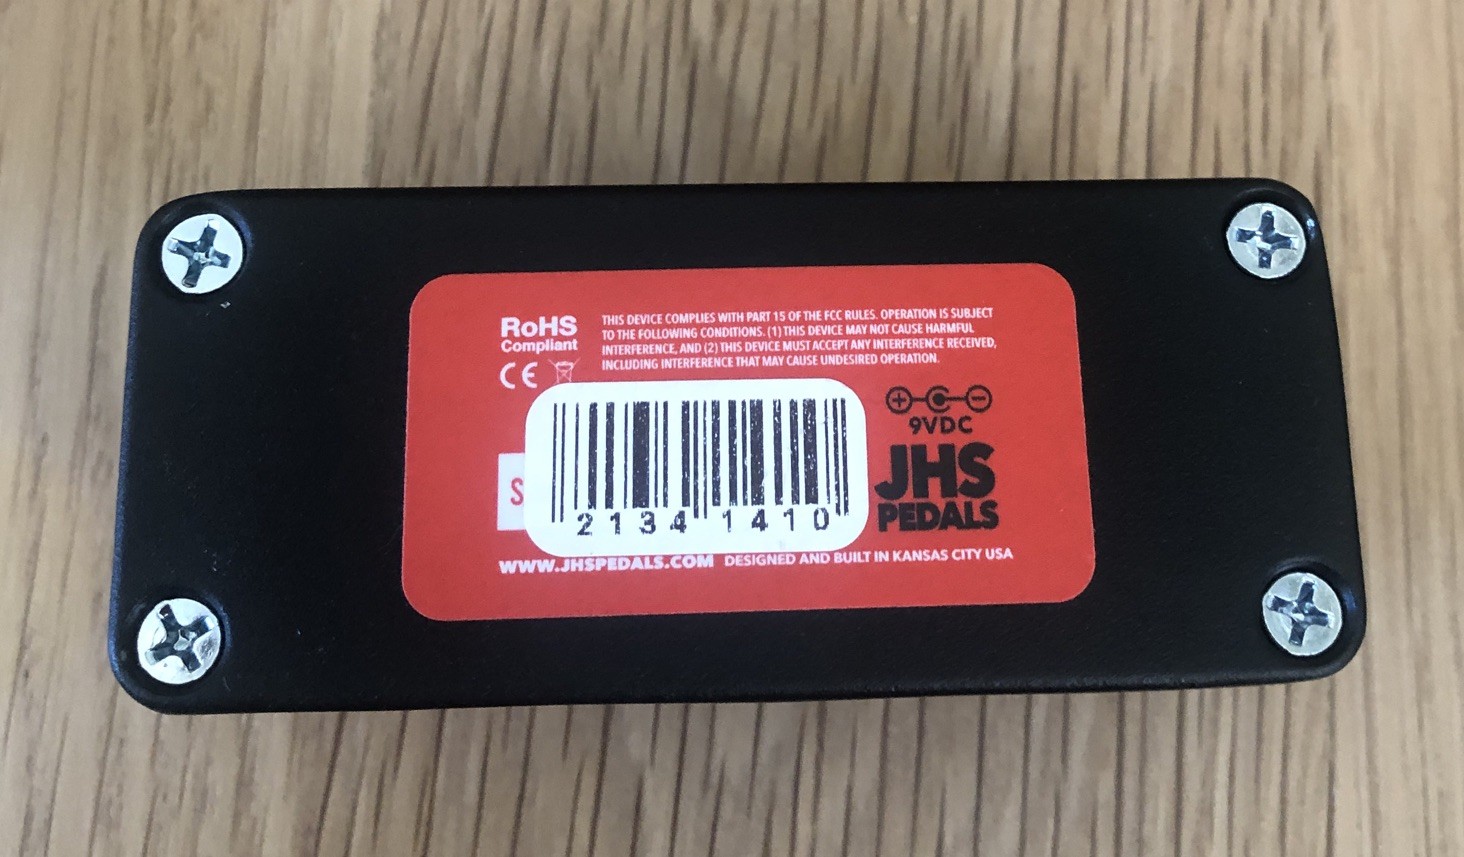 RoHS
Compliant
CE
THIS DEVICE COMPLIES WITH PART 15 OF THE FCC RULES. OPERATION IS SUBJECT
TO THE FOLLOWING CONDITIONS. (1) THIS DEVICE MAY NOT CAUSE HARMFUL
INTERFERENCE, AND (2) THIS DEVICE MUST ACCEPT ANY INTERFERENCE RECEIVED,
INCLUDING INTERFERENCE THAT MAY CAUSE UNDESIRED OPERATION.
+ −
9VDC
JHS
PEDALS
S
2134 1410
WWW.JHSPEDALS.COM DESIGNED AND BUILT IN KANSAS CITY USA